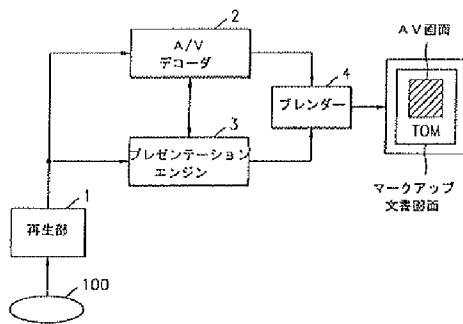 2
A/V
デコーダ
3
プレゼンテーション
エンジン
4
ブレンダー
AV画面
TOM
マークアップ
文書画面
1
再生部
100